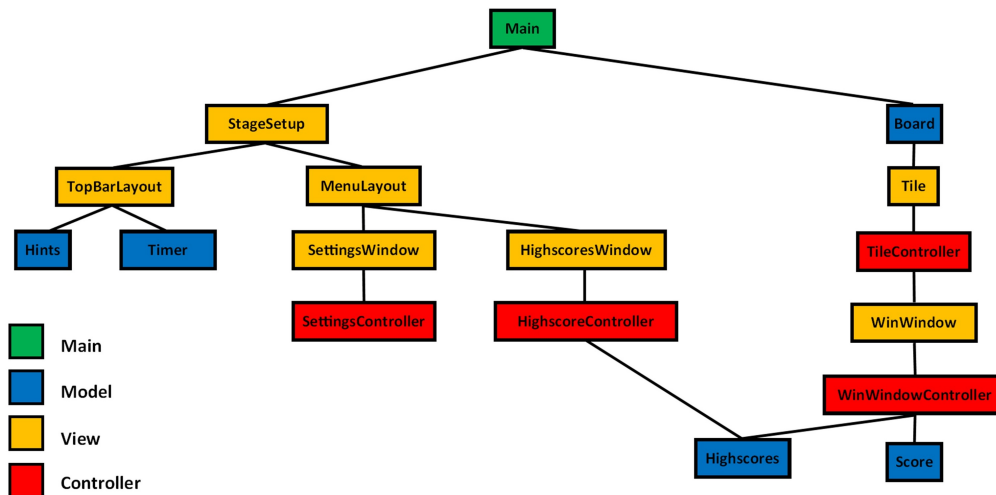 Main
StageSetup
Board
TopBarLayout
MenuLayout
Tile
Hints
Timer
SettingsWindow
HighscoresWindow
TileController
SettingsController
HighscoreController
WinWindow
WinWindowController
Highscores
Score
Main
Model
View
Controller